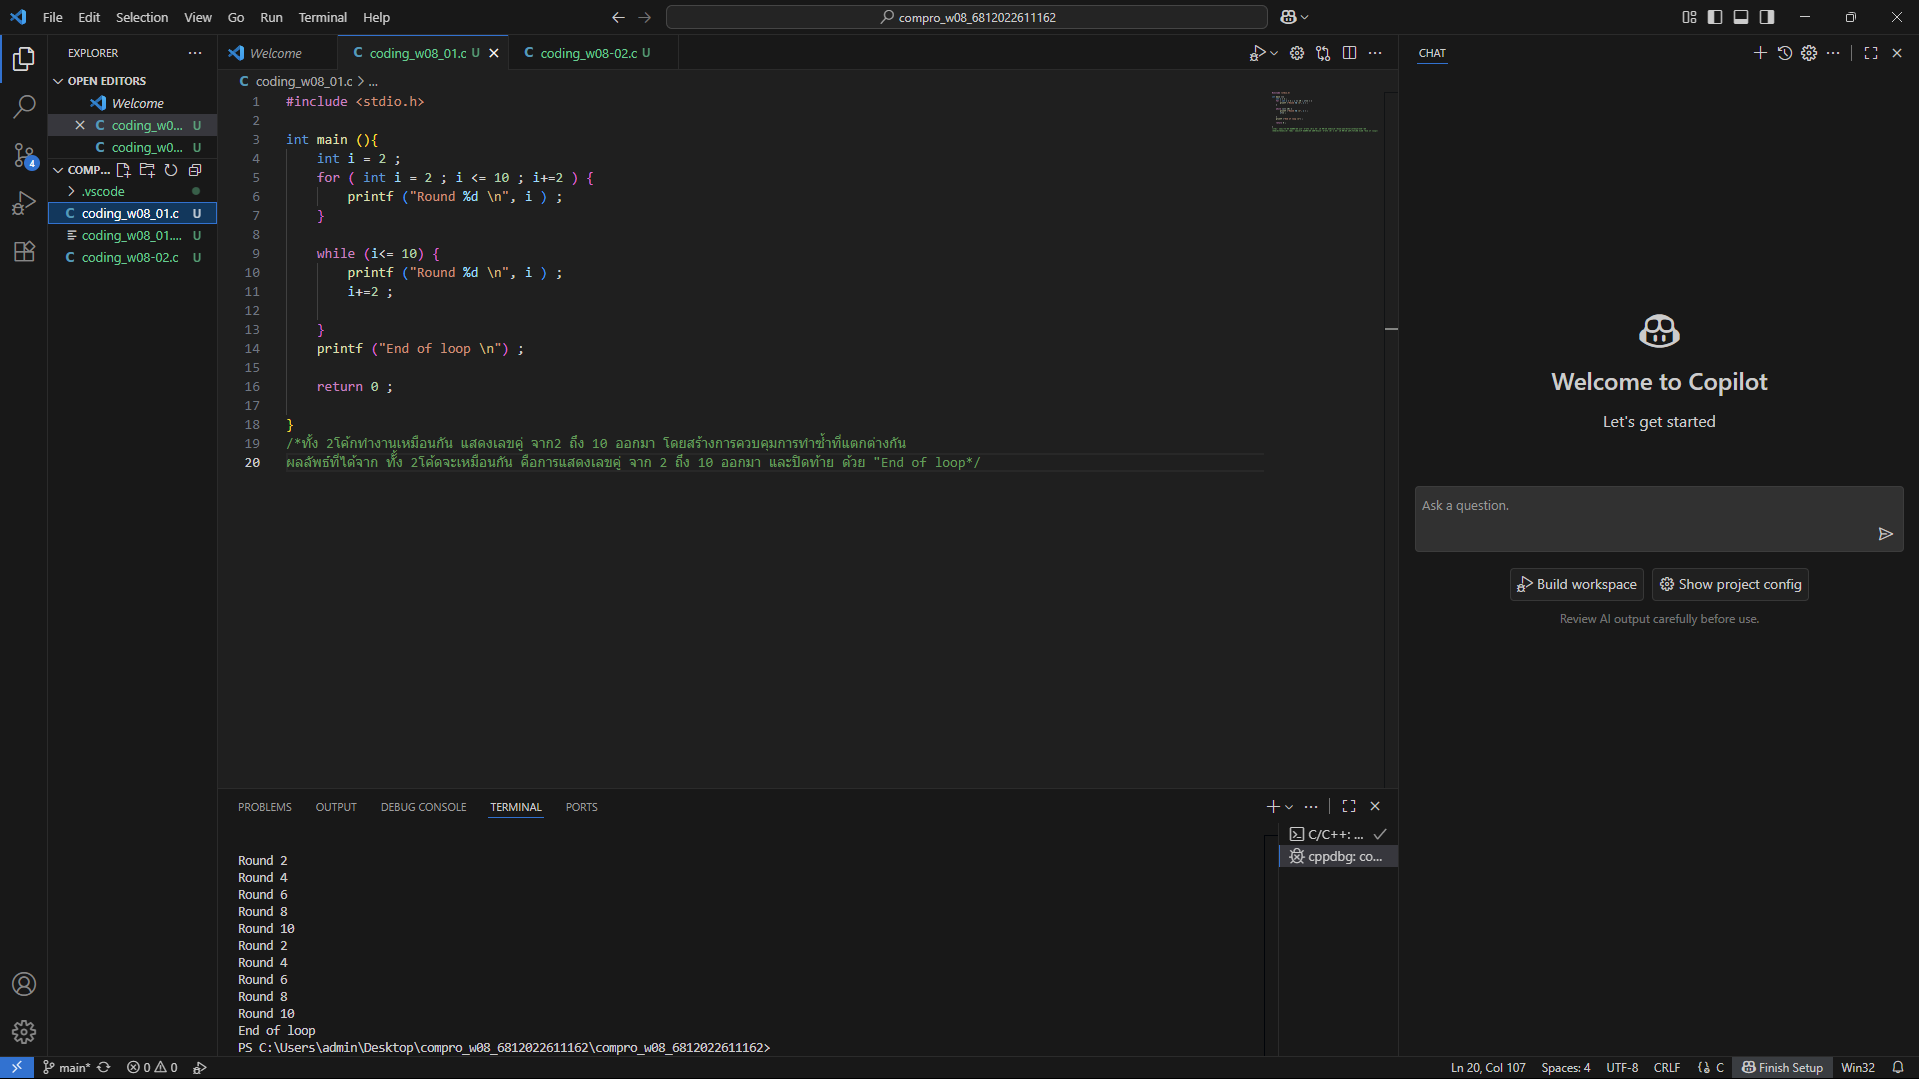 File Edit Selection View Go Run Terminal Help
compro_w08_6812022611162
EXPLORER
OPEN EDITORS
Welcome
coding_w0... U
coding_w0... U
COMP...
.vscode
coding_w08_01.c U
coding_w08_01.... U
coding_w08-02.c U
Welcome
coding_w08_01.c U
coding_w08-02.c U
coding_w08_01.c > ...
1 #include <stdio.h>
2
3 int main (){
4 int i = 2 ;
5 for ( int i = 2 ; i <= 10 ; i+=2 ) {
6 printf ("Round %d \n", i ) ;
7 }
8
9 while (i<= 10) {
10 printf ("Round %d \n", i ) ;
11 i+=2 ;
12
13 }
14 printf ("End of loop \n") ;
15
16 return 0 ;
17
18 }
19 /*ทั้ง 2โค้กทำงานเหมือนกัน แสดงเลขคู่ จาก2 ถึง 10 ออกมา โดยสร้างการควบคุมการทำซ้ำที่แตกต่างกัน
20 ผลลัพธ์ที่ได้จาก ทั้ง 2โค้ดจะเหมือนกัน คือการแสดงเลขคู่ จาก 2 ถึง 10 ออกมา และปิดท้าย ด้วย "End of loop*/
PROBLEMS OUTPUT DEBUG CONSOLE TERMINAL PORTS
C/C++: ...
cppdbg: co...
Round 2
Round 4
Round 6
Round 8
Round 10
Round 2
Round 4
Round 6
Round 8
Round 10
End of loop
PS C:\Users\admin\Desktop\compro_w08_6812022611162\compro_w08_6812022611162>
CHAT
Welcome to Copilot
Let's get started
Ask a question.
Build workspace
Show project config
Review AI output carefully before use.
4
main* 0 0
Ln 20, Col 107 Spaces: 4 UTF-8 CRLF {} C Finish Setup Win32